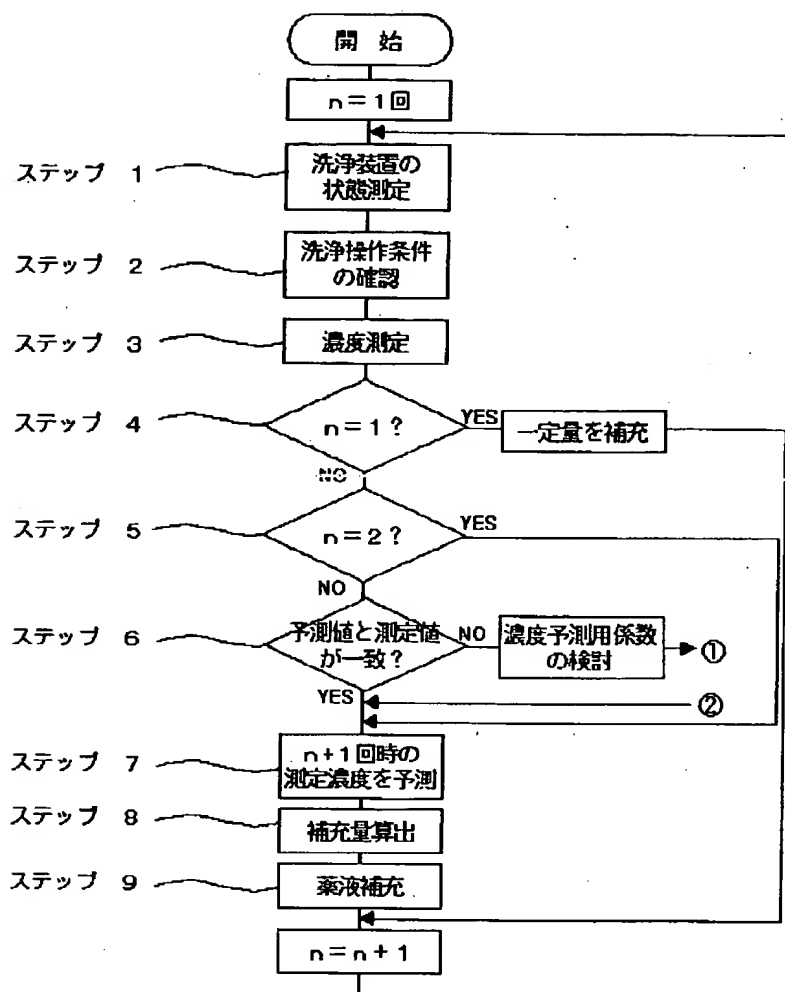 開 始
n=1回
ステップ 1
洗浄装置の
状態測定
ステップ 2
洗浄操作条件
の確認
ステップ 3
濃度測定
ステップ 4
n=1?
YES
一定量を補充
NO
ステップ 5
n=2?
YES
NO
ステップ 6
予測値と測定値
が一致?
NO
濃度予測用係数
の検討
①
YES
②
ステップ 7
n+1回時の
測定濃度を予測
ステップ 8
補充量算出
ステップ 9
薬液補充
n=n+1